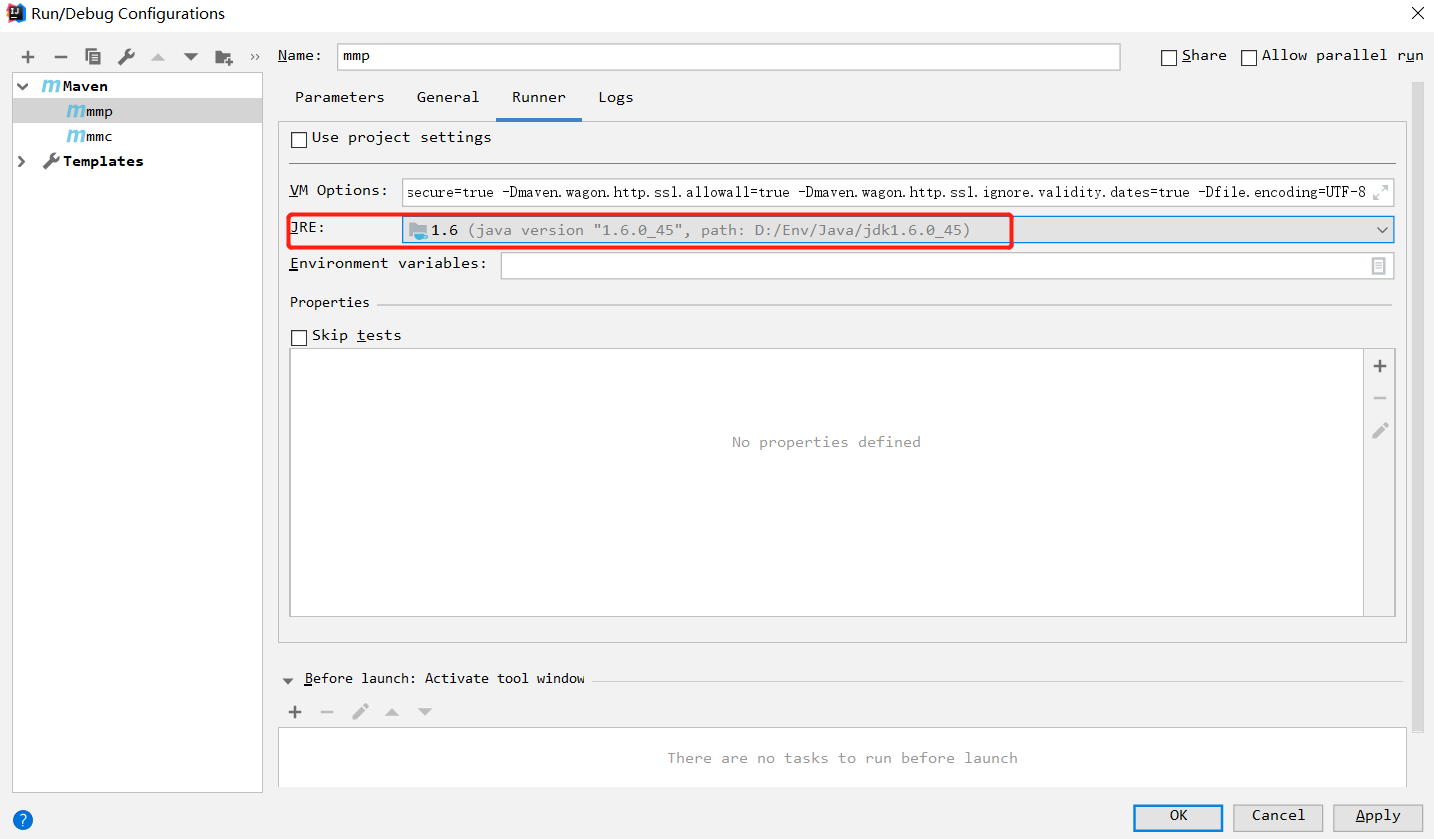 Run/Debug Configurations
Name: mmp
Share Allow parallel run
Maven
mmp
mmc
Templates
Parameters General Runner Logs
Use project settings
VM Options: secure=true -Dmaven.wagon.http.ssl.allowall=true -Dmaven.wagon.http.ssl.ignore.validity.dates=true -Dfile.encoding=UTF-8
JRE: 1.6 (java version "1.6.0_45", path: D:/Env/Java/jdk1.6.0_45)
Environment variables:
Properties
Skip tests
No properties defined
Before launch: Activate tool window
There are no tasks to run before launch
? OK Cancel Apply